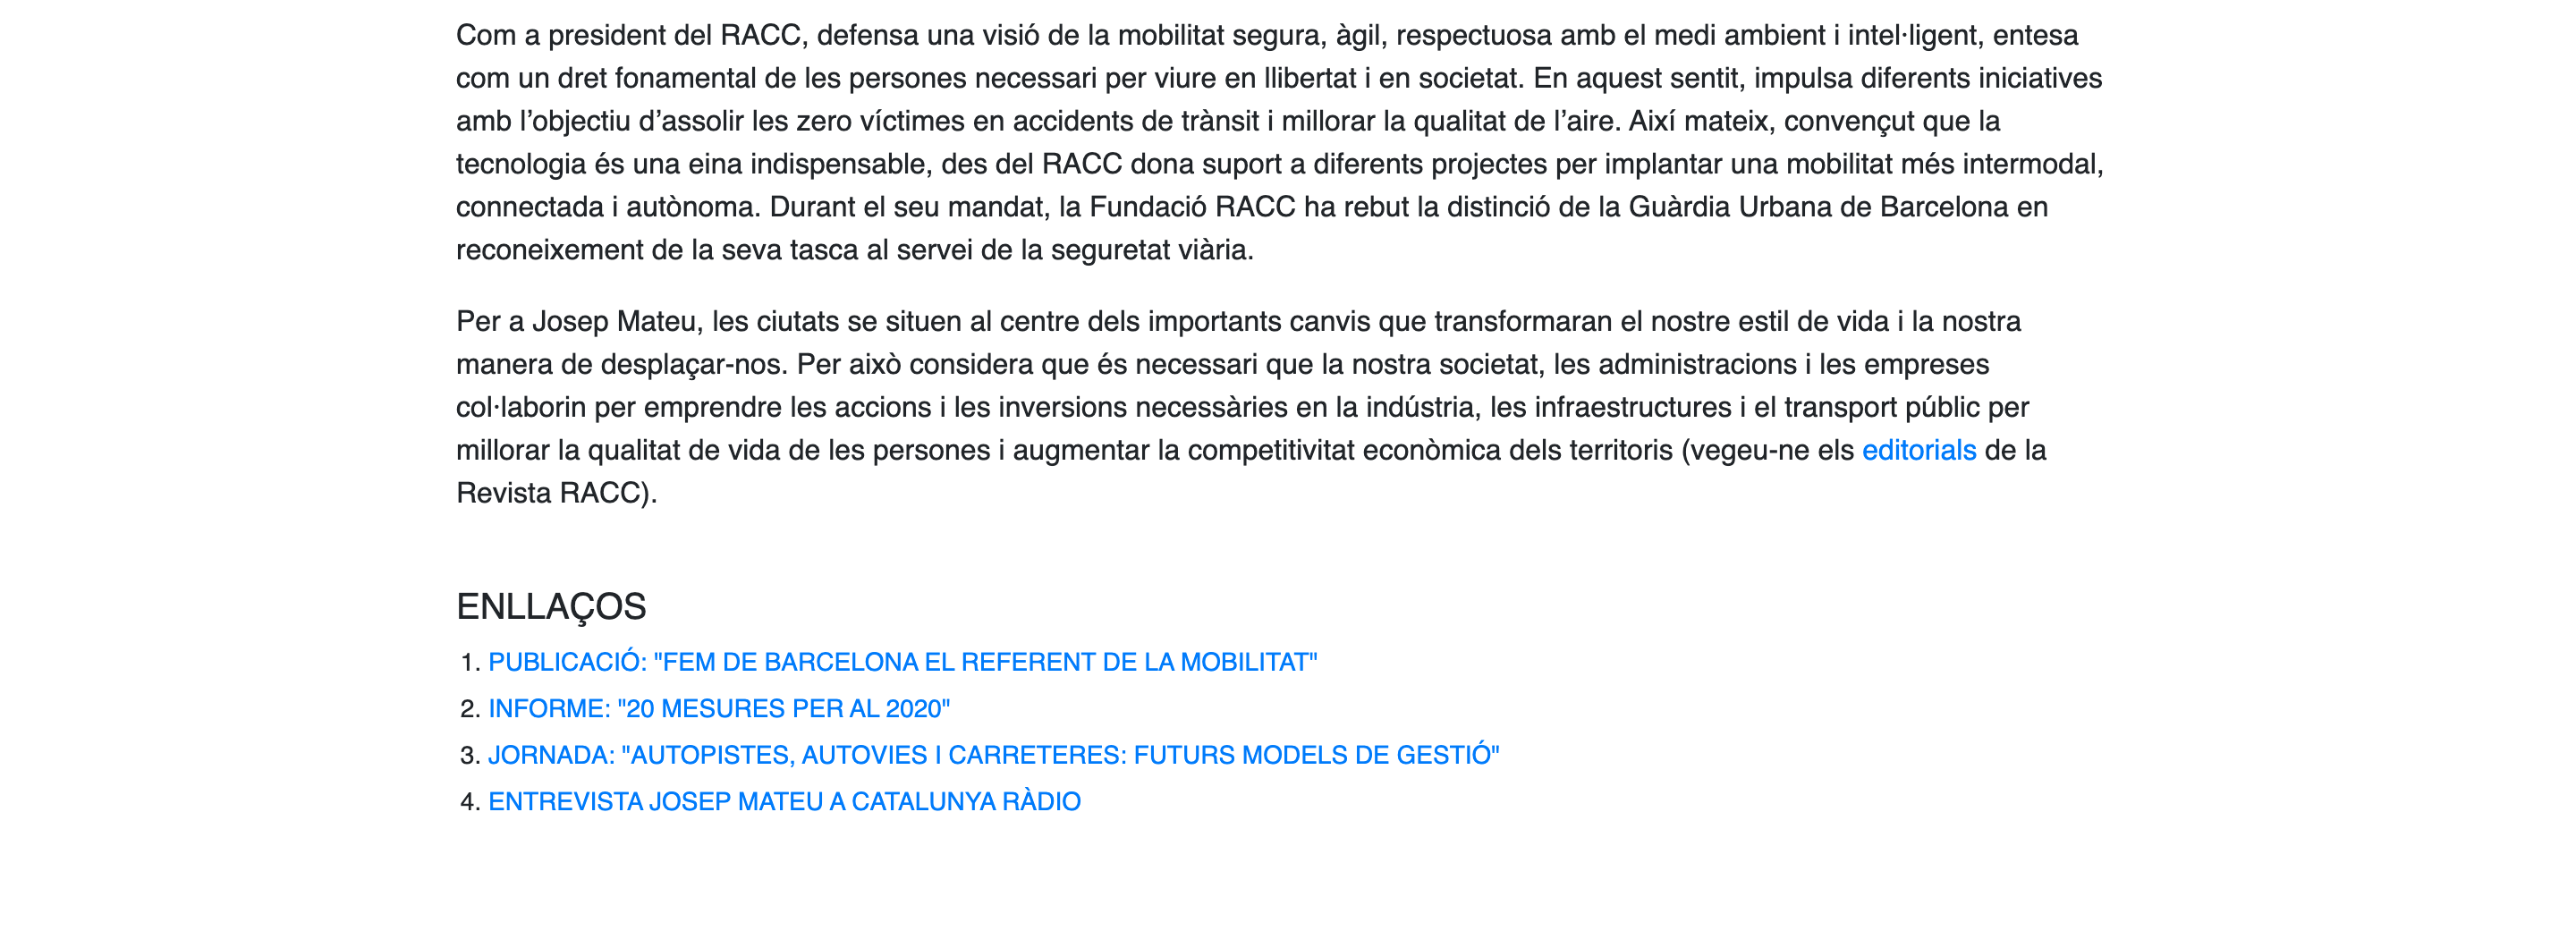 Com a president del RACC, defensa una visió de la mobilitat segura, àgil, respectuosa amb el medi ambient i intel·ligent, entesa
com un dret fonamental de les persones necessari per viure en llibertat i en societat. En aquest sentit, impulsa diferents iniciatives
amb l’objectiu d’assolir les zero víctimes en accidents de trànsit i millorar la qualitat de l’aire. Així mateix, convençut que la
tecnologia és una eina indispensable, des del RACC dona suport a diferents projectes per implantar una mobilitat més intermodal,
connectada i autònoma. Durant el seu mandat, la Fundació RACC ha rebut la distinció de la Guàrdia Urbana de Barcelona en
reconeixement de la seva tasca al servei de la seguretat viària.
Per a Josep Mateu, les ciutats se situen al centre dels importants canvis que transformaran el nostre estil de vida i la nostra
manera de desplaçar-nos. Per això considera que és necessari que la nostra societat, les administracions i les empreses
col·laborin per emprendre les accions i les inversions necessàries en la indústria, les infraestructures i el transport públic per
millorar la qualitat de vida de les persones i augmentar la competitivitat econòmica dels territoris (vegeu-ne els editorials de la
Revista RACC).
ENLLAÇOS
1. PUBLICACIÓ: "FEM DE BARCELONA EL REFERENT DE LA MOBILITAT"
2. INFORME: "20 MESURES PER AL 2020"
3. JORNADA: "AUTOPISTES, AUTOVIES I CARRETERES: FUTURS MODELS DE GESTIÓ"
4. ENTREVISTA JOSEP MATEU A CATALUNYA RÀDIO